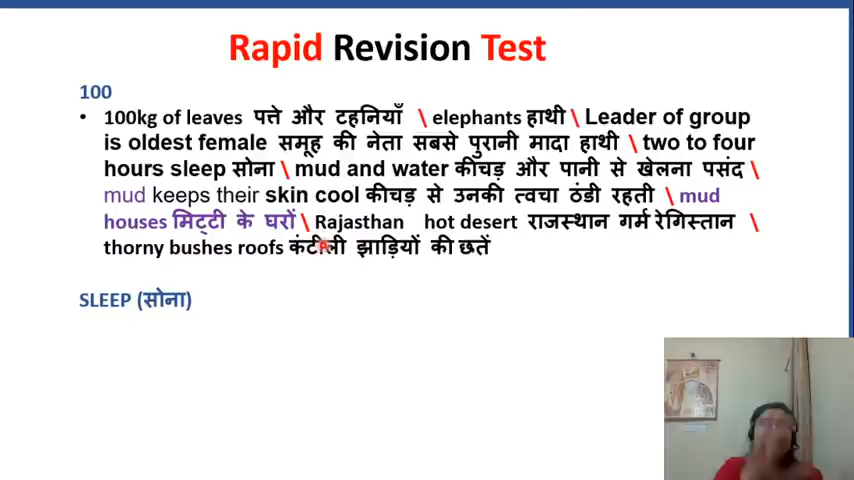 Rapid Revision Test
100
• 100kg of leaves पत्ते और टहनियाँ \ elephants हाथी \ Leader of group
is oldest female समूह की नेता सबसे पुरानी मादा हाथी \ two to four
hours sleep सोना \ mud and water कीचड़ और पानी से खेलना पसंद \
mud keeps their skin cool कीचड़ से उनकी त्वचा ठंडी रहती \ mud
houses मिट्टी के घरों \ Rajasthan hot desert राजस्थान गर्म रेगिस्तान \
thorny bushes roofs कंटीली झाड़ियों की छतें
SLEEP (सोना)